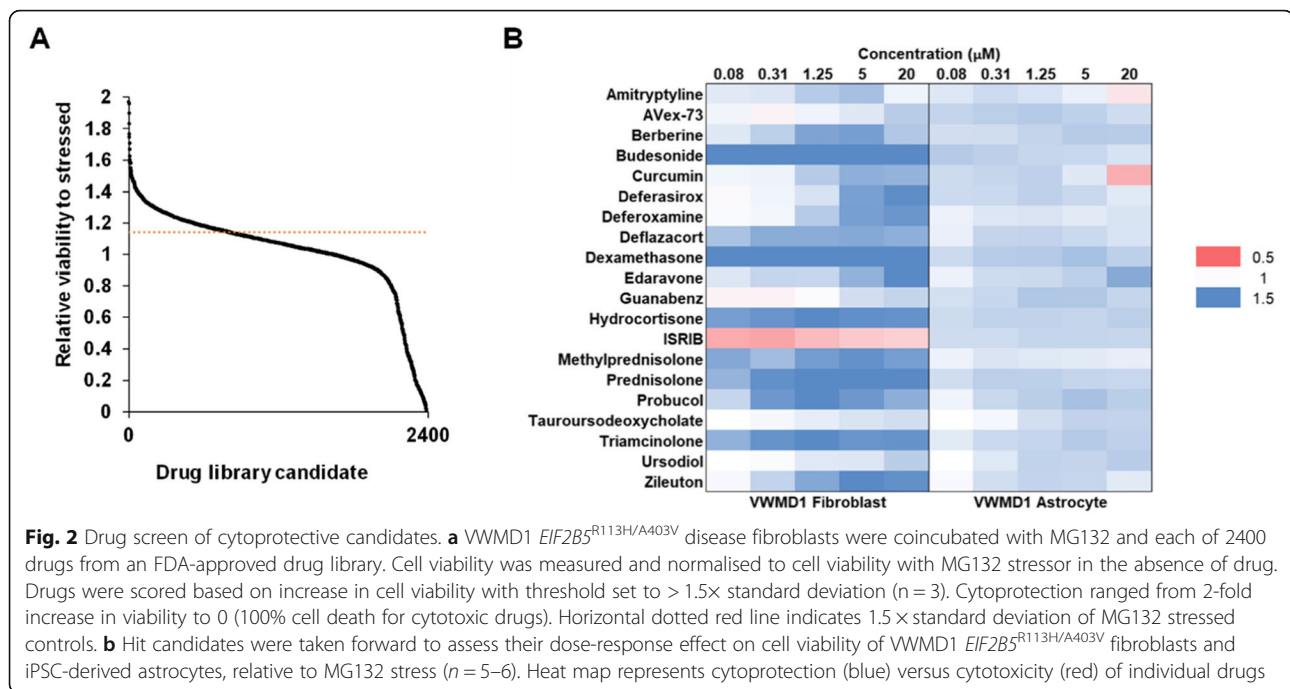 A
Relative viability to stressed
2
1.8
1.6
1.4
1.2
1
0.8
0.6
0.4
0.2
0
0
2400
Drug library candidate
B
Concentration (μM)
0.08 0.31 1.25 5 20 0.08 0.31 1.25 5 20
Amitryptyline
AVex-73
Berberine
Budesonide
Curcumin
Deferasirox
Deferoxamine
Deflazacort
Dexamethasone
Edaravone
Guanabenz
Hydrocortisone
ISRIB
Methylprednisolone
Prednisolone
Probucol
Tauroursodeoxycholate
Triamcinolone
Ursodiol
Zileuton
VWMD1 Fibroblast VWMD1 Astrocyte
0.5
1
1.5
Fig. 2 Drug screen of cytoprotective candidates. a VWMD1 EIF2B5R113H/A403V disease fibroblasts were coincubated with MG132 and each of 2400
drugs from an FDA-approved drug library. Cell viability was measured and normalised to cell viability with MG132 stressor in the absence of drug.
Drugs were scored based on increase in cell viability with threshold set to > 1.5× standard deviation (n = 3). Cytoprotection ranged from 2-fold
increase in viability to 0 (100% cell death for cytotoxic drugs). Horizontal dotted red line indicates 1.5 × standard deviation of MG132 stressed
controls. b Hit candidates were taken forward to assess their dose-response effect on cell viability of VWMD1 EIF2B5R113H/A403V fibroblasts and
iPSC-derived astrocytes, relative to MG132 stress (n = 5–6). Heat map represents cytoprotection (blue) versus cytotoxicity (red) of individual drugs